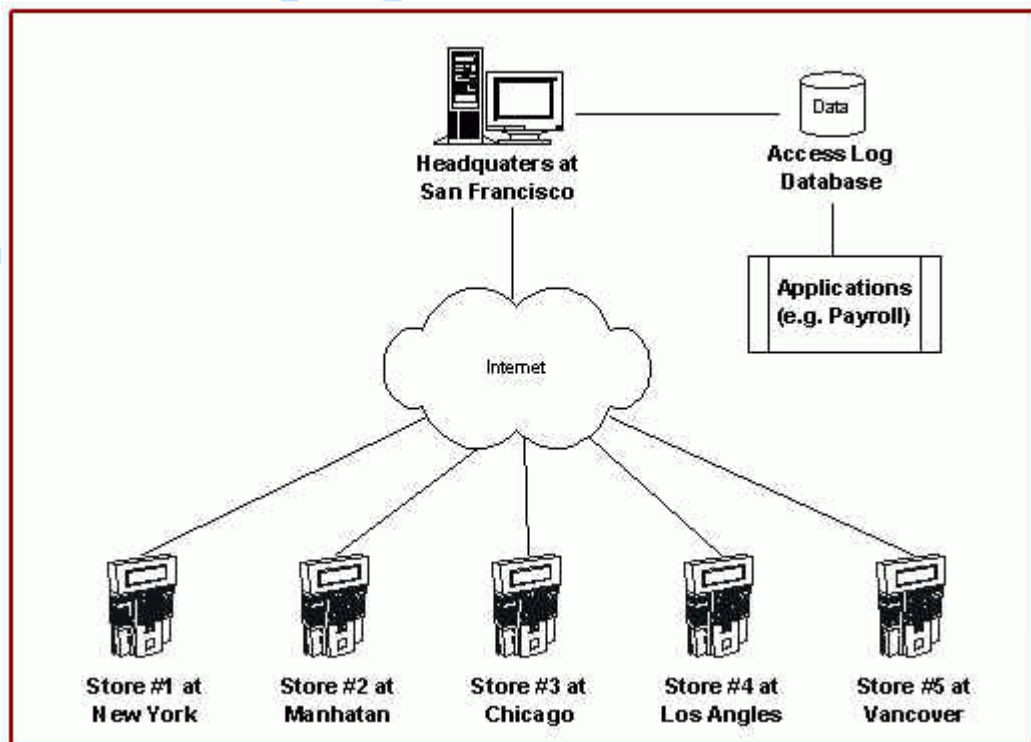 Data
Headquaters at
San Francisco
Access Log
Database
Applications
(e.g. Payroll)
Internet
Store #1 at
New York
Store #2 at
Manhatan
Store #3 at
Chicago
Store #4 at
Los Angles
Store #5 at
Vancover